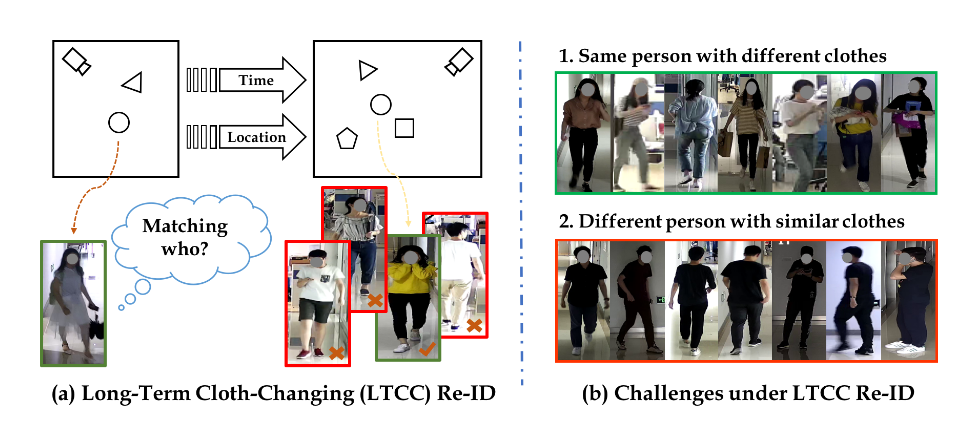 Time
Location
Matching
who?
(a) Long-Term Cloth-Changing (LTCC) Re-ID
1. Same person with different clothes
2. Different person with similar clothes
(b) Challenges under LTCC Re-ID